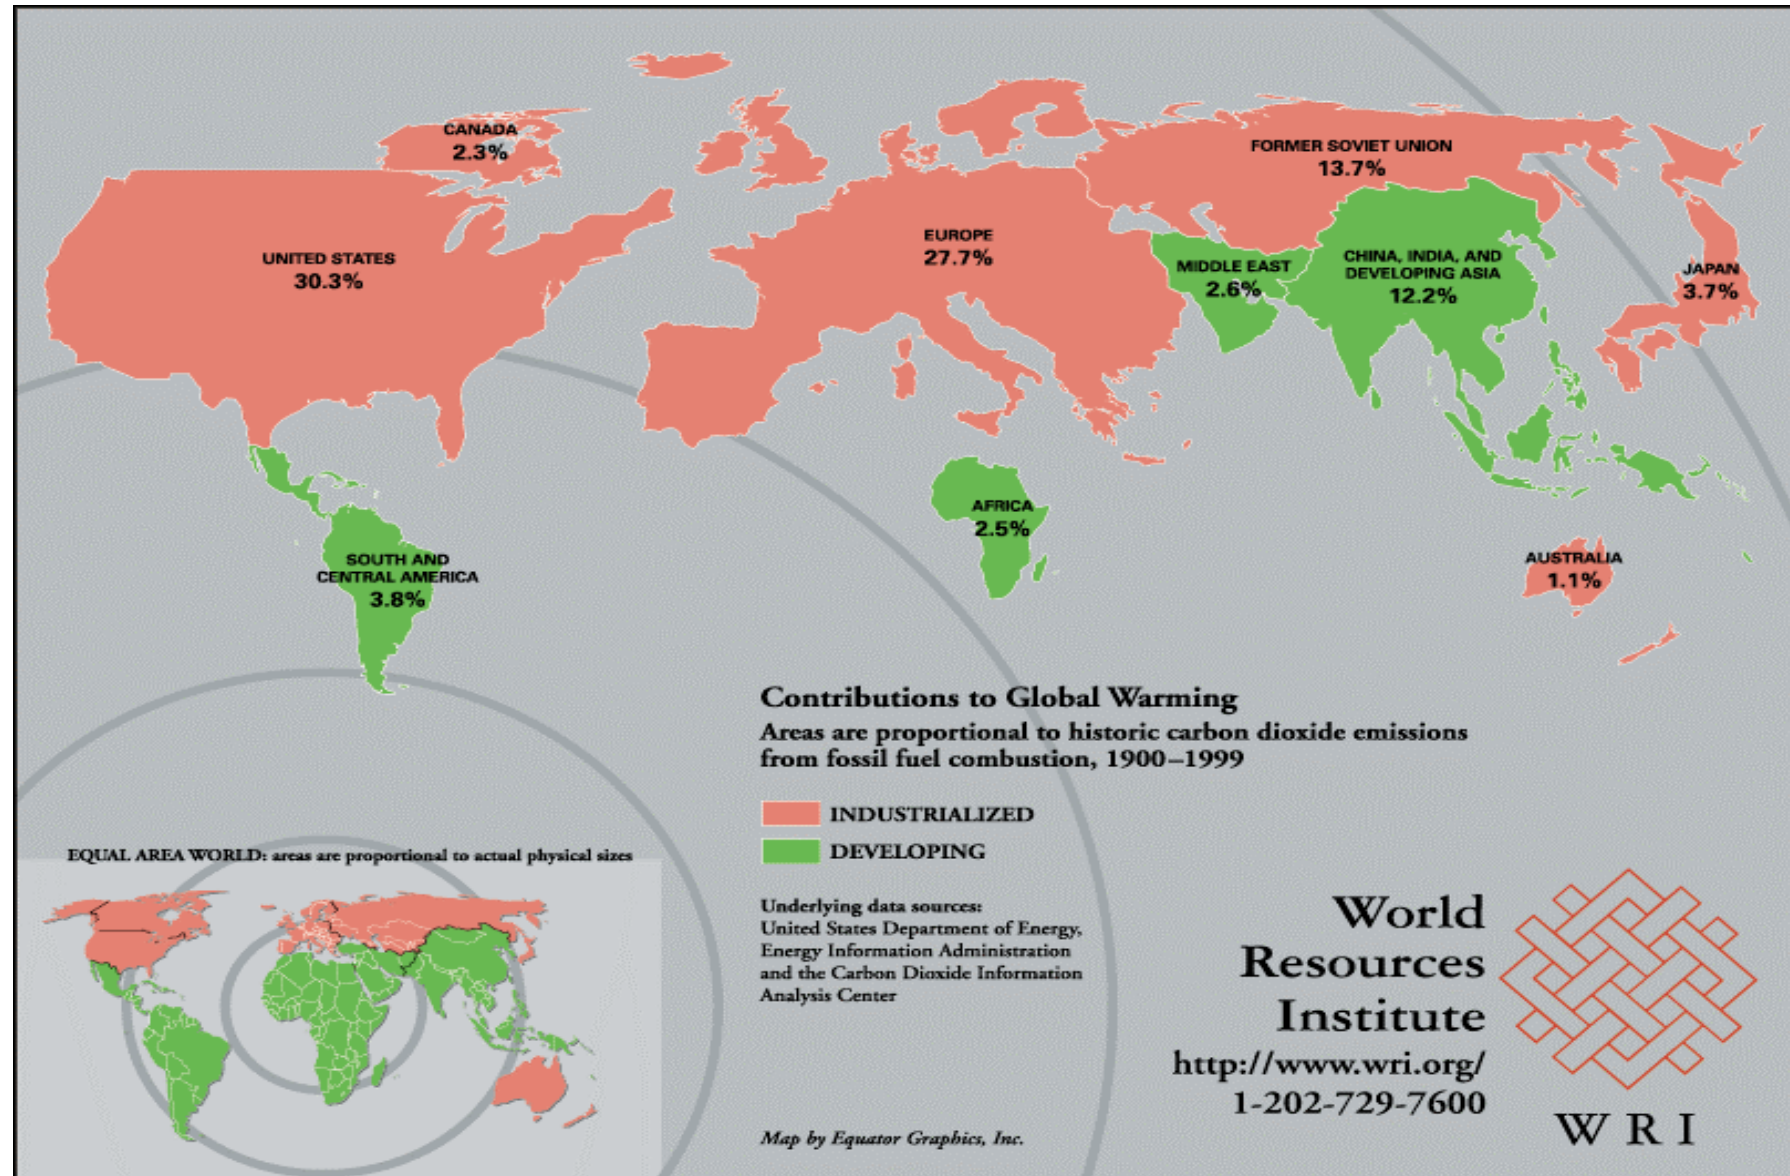 CANADA
2.3%
FORMER SOVIET UNION
13.7%
UNITED STATES
30.3%
EUROPE
27.7%
MIDDLE EAST
2.6%
CHINA, INDIA, AND
DEVELOPING ASIA
12.2%
JAPAN
3.7%
AFRICA
2.5%
SOUTH AND
CENTRAL AMERICA
3.8%
AUSTRALIA
1.1%
Contributions to Global Warming
Areas are proportional to historic carbon dioxide emissions
from fossil fuel combustion, 1900–1999
INDUSTRIALIZED
DEVELOPING
EQUAL AREA WORLD: areas are proportional to actual physical sizes
Underlying data sources:
United States Department of Energy,
Energy Information Administration
and the Carbon Dioxide Information
Analysis Center
Map by Equator Graphics, Inc.
World
Resources
Institute
http://www.wri.org/
1-202-729-7600
WRI